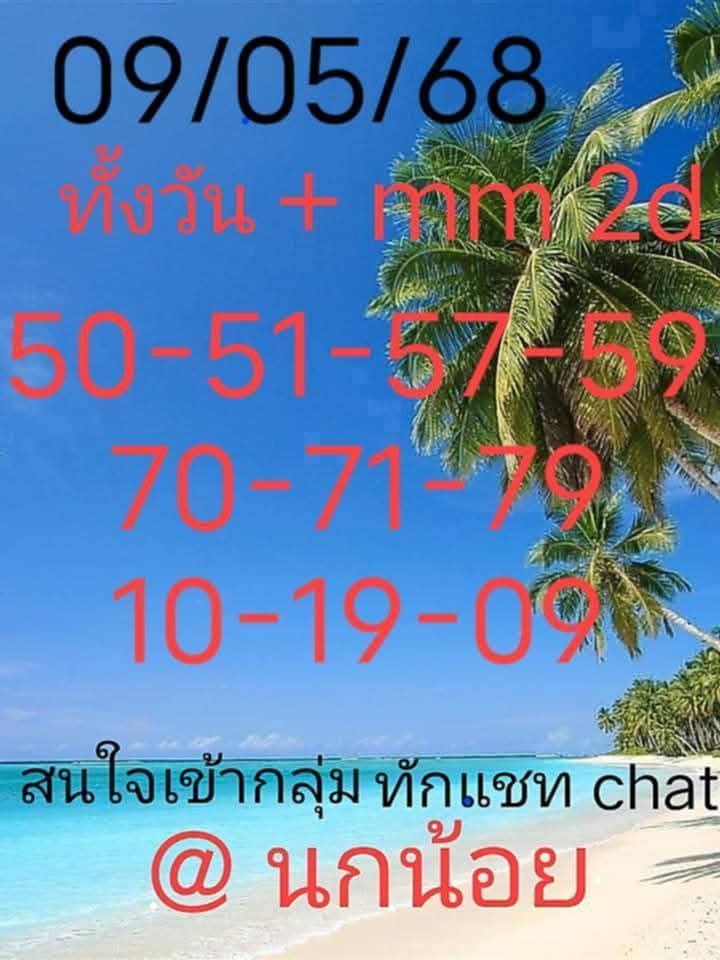 09/05/68
ทั้งวัน + mm 2d
50-51-57-59
70-71-79
10-19-09
สนใจเข้ากลุ่ม ทักแชท chat
@ นกน้อย